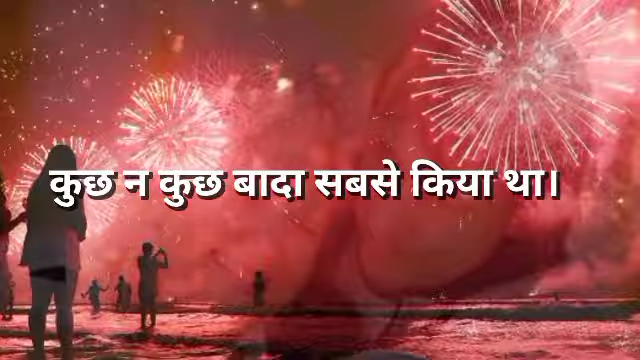 कुछ न कुछ बादा सबसे किया था।